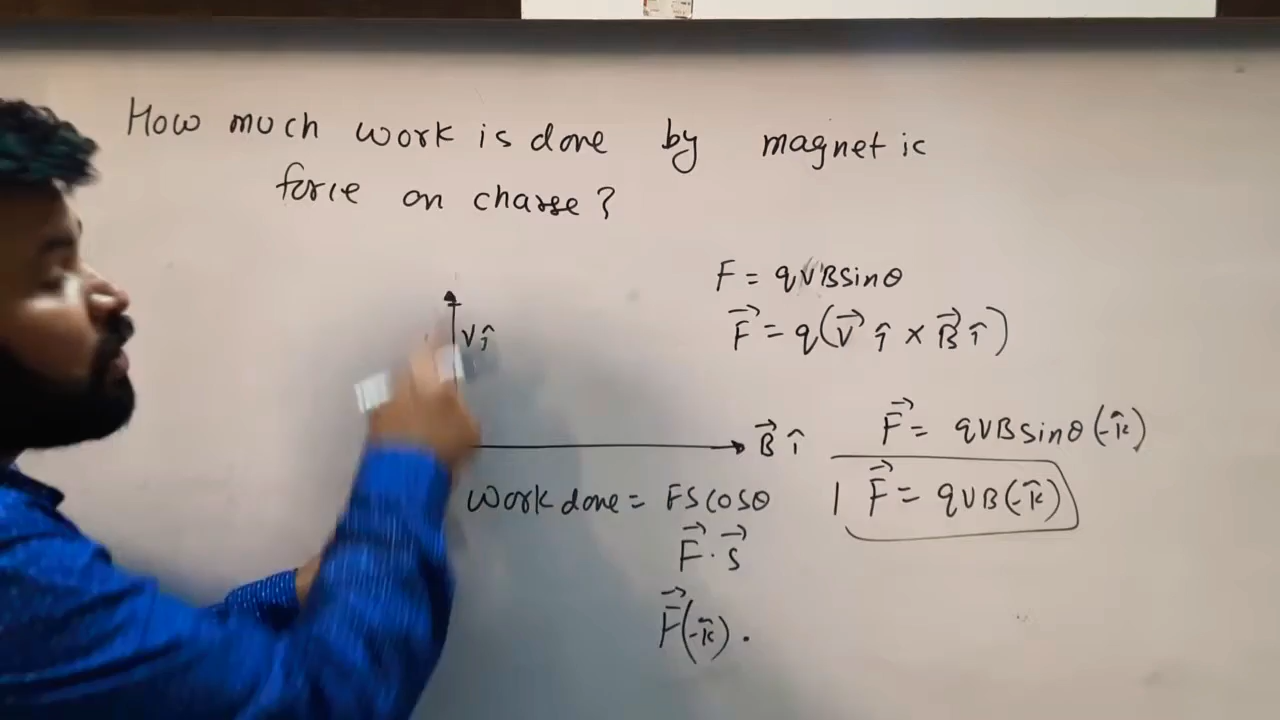 How much work is done by magnetic
force on charge?
F = qVBsinθ
F⃗ = q(V⃗ ĵ × B⃗ î)
Vĵ
F⃗ = qVBsinθ(-k̂)
B⃗ î
F⃗ = qVB(-k̂)
Work done = FScosθ
F⃗ · S⃗
F⃗(-k̂) ·